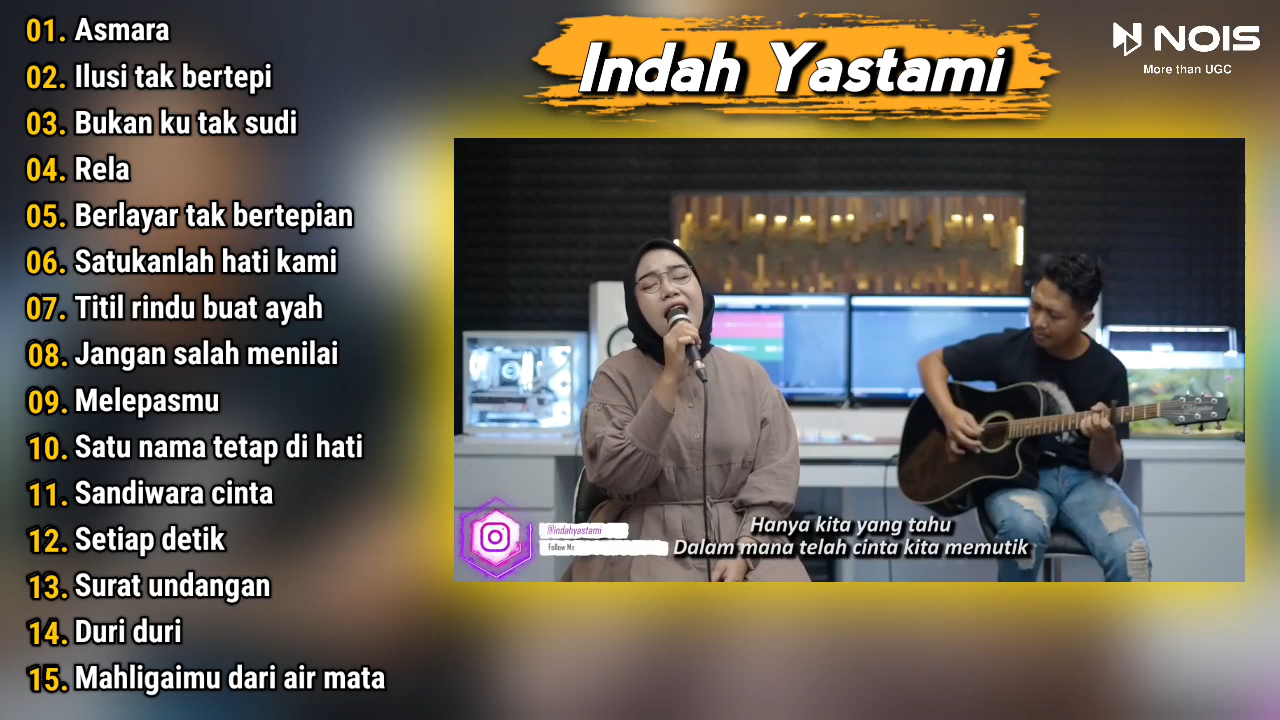 01. Asmara
02. Ilusi tak bertepi
03. Bukan ku tak sudi
04. Rela
05. Berlayar tak bertepian
06. Satukanlah hati kami
07. Titil rindu buat ayah
08. Jangan salah menilai
09. Melepasmu
10. Satu nama tetap di hati
11. Sandiwara cinta
12. Setiap detik
13. Surat undangan
14. Duri duri
15. Mahligaimu dari air mata
Indah Yastami
NOIS
More than UGC
@indahyastami
Follow Me
Hanya kita yang tahu
Dalam mana telah cinta kita memutik